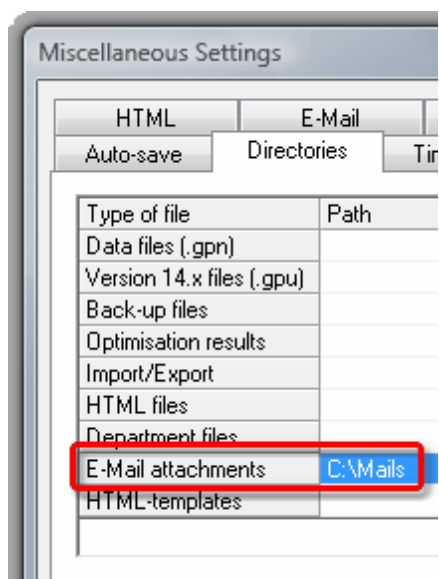 Miscellaneous Settings
HTML E-Mail
Auto-save Directories
Type of file Path
Data files (.gpn)
Version 14.x files (.gpu)
Back-up files
Optimisation results
Import/Export
HTML files
Department files
E-Mail attachments C:\Mails
HTML-templates